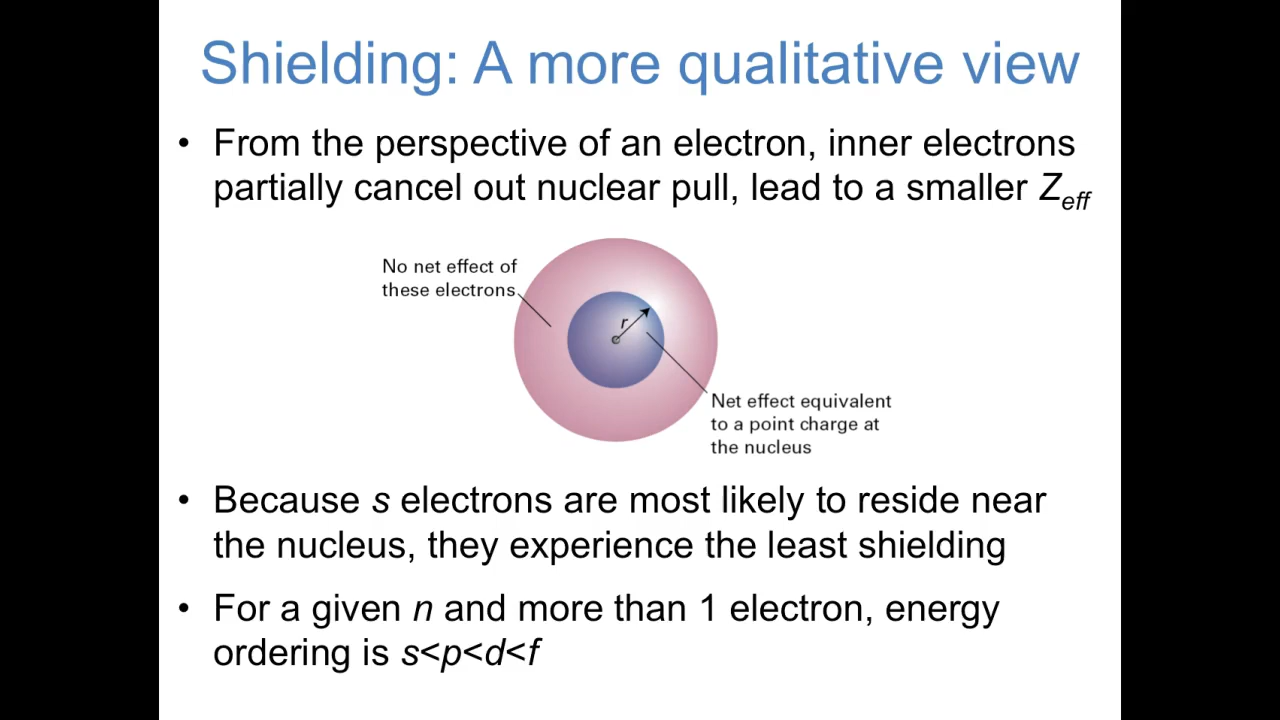 Shielding: A more qualitative view
• From the perspective of an electron, inner electrons
partially cancel out nuclear pull, lead to a smaller Zeff
No net effect of
these electrons
r
Net effect equivalent
to a point charge at
the nucleus
• Because s electrons are most likely to reside near
the nucleus, they experience the least shielding
• For a given n and more than 1 electron, energy
ordering is s<p<d<f